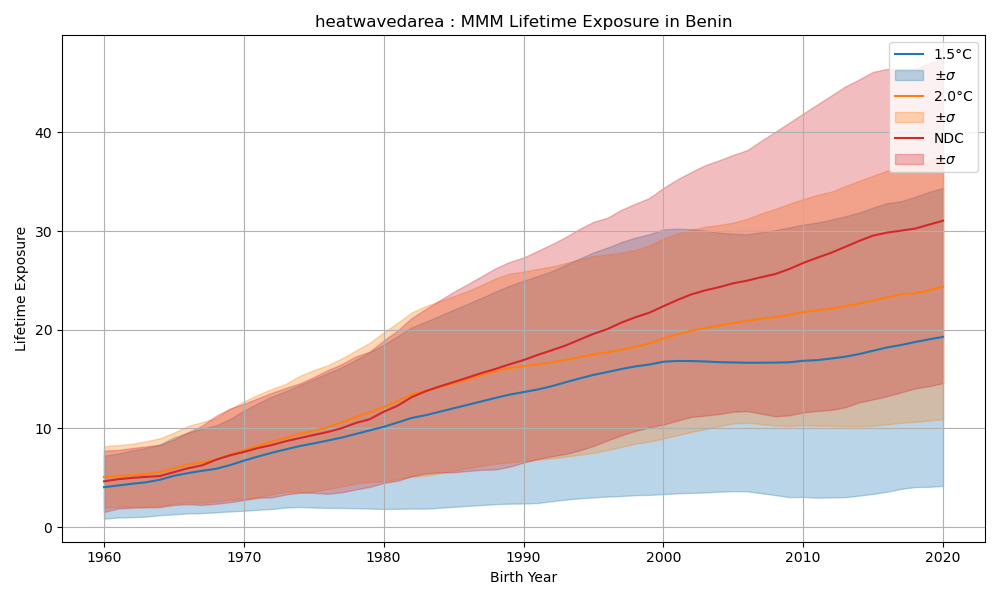 heatwavedarea : MMM Lifetime Exposure in Benin
1.5°C
±σ
2.0°C
±σ
NDC
±σ
Lifetime Exposure
40
30
20
10
0
1960 1970 1980 1990 2000 2010 2020
Birth Year